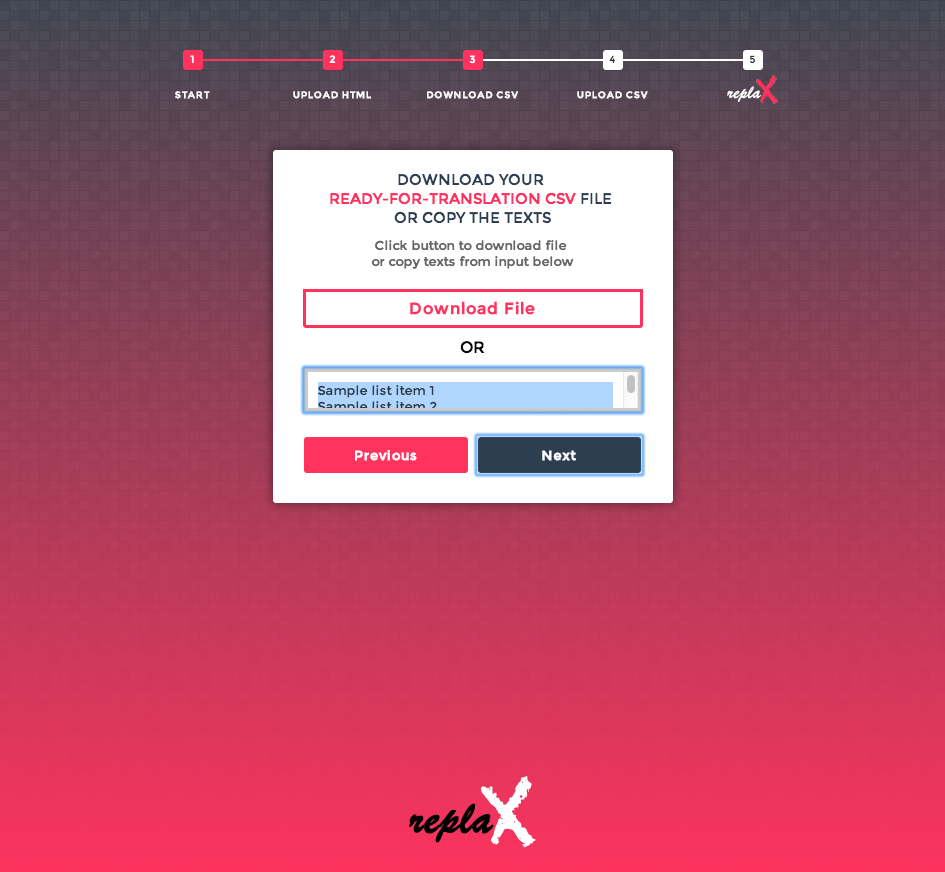 1
2
3
4
5
START
UPLOAD HTML
DOWNLOAD CSV
UPLOAD CSV
replaX
DOWNLOAD YOUR
READY-FOR-TRANSLATION CSV FILE
OR COPY THE TEXTS
Click button to download file
or copy texts from input below
Download File
OR
Sample list item 1
Sample list item 2
Previous
Next
replaX